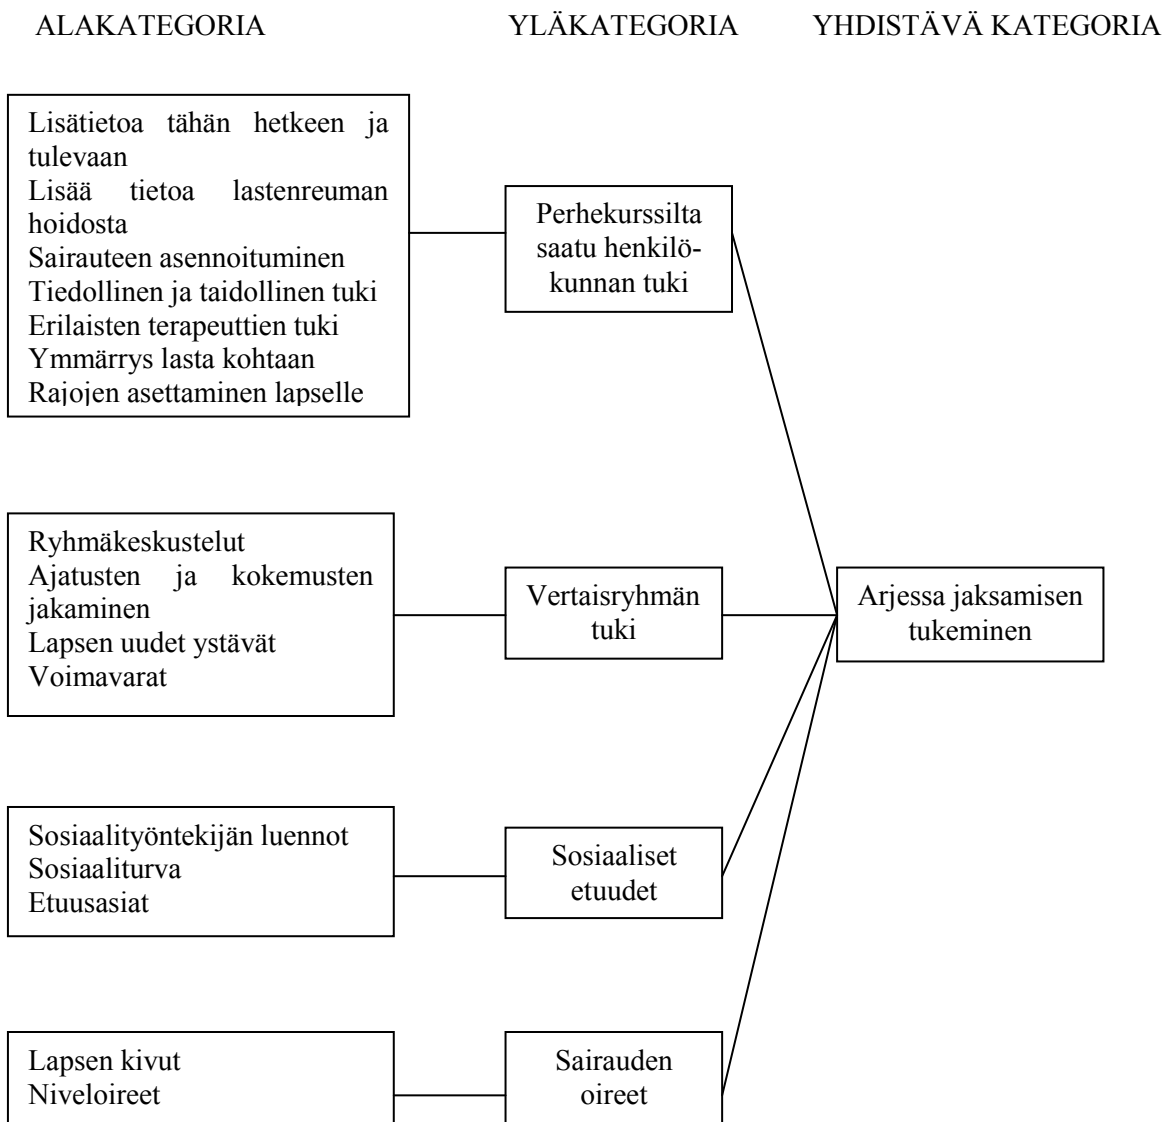 ALAKATEGORIA YLÄKATEGORIA YHDISTÄVÄ KATEGORIA
Lisätietoa tähän hetkeen ja
tulevaan
Lisää tietoa lastenreuman
hoidosta
Sairauteen asennoituminen
Tiedollinen ja taidollinen tuki
Erilaisten terapeuttien tuki
Ymmärrys lasta kohtaan
Rajojen asettaminen lapselle
Perhekurssilta
saatu henkilö-
kunnan tuki
Ryhmäkeskustelut
Ajatusten ja kokemusten
jakaminen
Lapsen uudet ystävät
Voimavarat
Vertaisryhmän
tuki
Arjessa jaksamisen
tukeminen
Sosiaalityöntekijän luennot
Sosiaaliturva
Etuusasiat
Sosiaaliset
etuudet
Lapsen kivut
Niveloireet
Sairauden
oireet